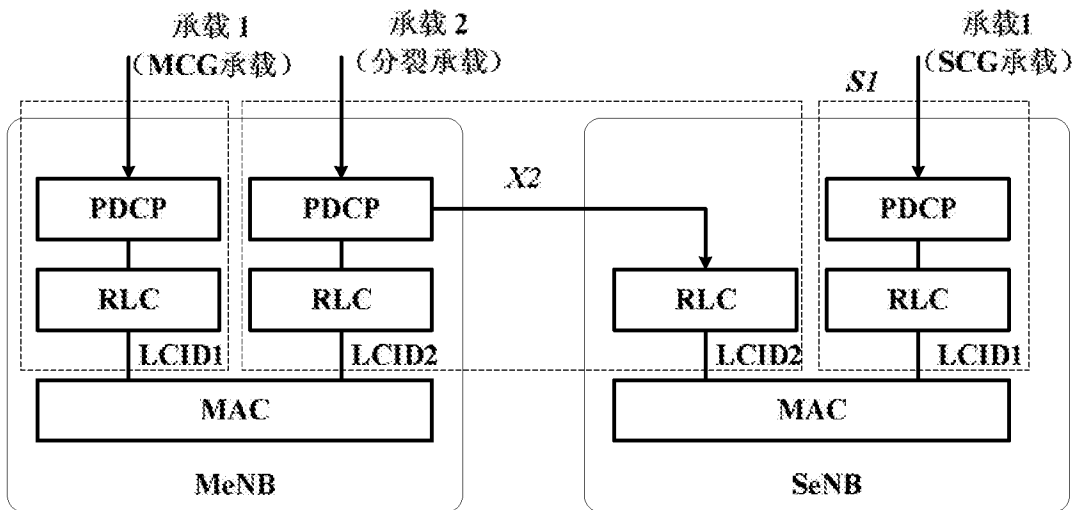 承载 1
（MCG承载）
承载 2
（分裂承载）
承载1
（SCG承载）
S1
PDCP
PDCP
X2
PDCP
RLC
RLC
RLC
RLC
LCID1
LCID2
LCID2
LCID1
MAC
MAC
MeNB
SeNB